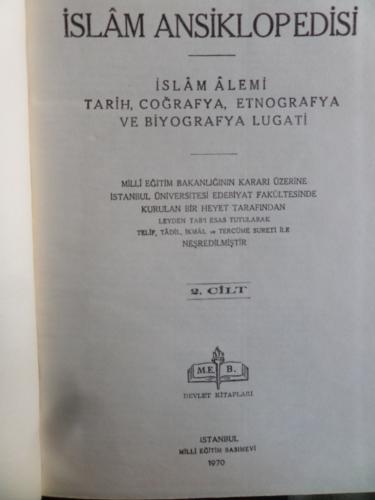 İSLÂM ANSİKLOPEDİSİ
İSLÂM ÂLEMİ
TARİH, COĞRAFYA, ETNOGRAFYA
VE BİYOGRAFYA LUGATİ
MİLLÎ EĞİTİM BAKANLIĞININ KARARI ÜZERİNE
İSTANBUL ÜNİVERSİTESİ EDEBİYAT FAKÜLTESİNDE
KURULAN BİR HEYET TARAFINDAN
LEYDEN TAB'I ESAS TUTULARAK
TELİF, TÂDİL, İKMÂL ve TERCÜME SURETİ İLE
NEŞREDİLMİŞTİR
2. CİLT
M.E. B.
DEVLET KİTAPLARI
İSTANBUL
MİLLÎ EĞİTİM BASIMEVİ
1970